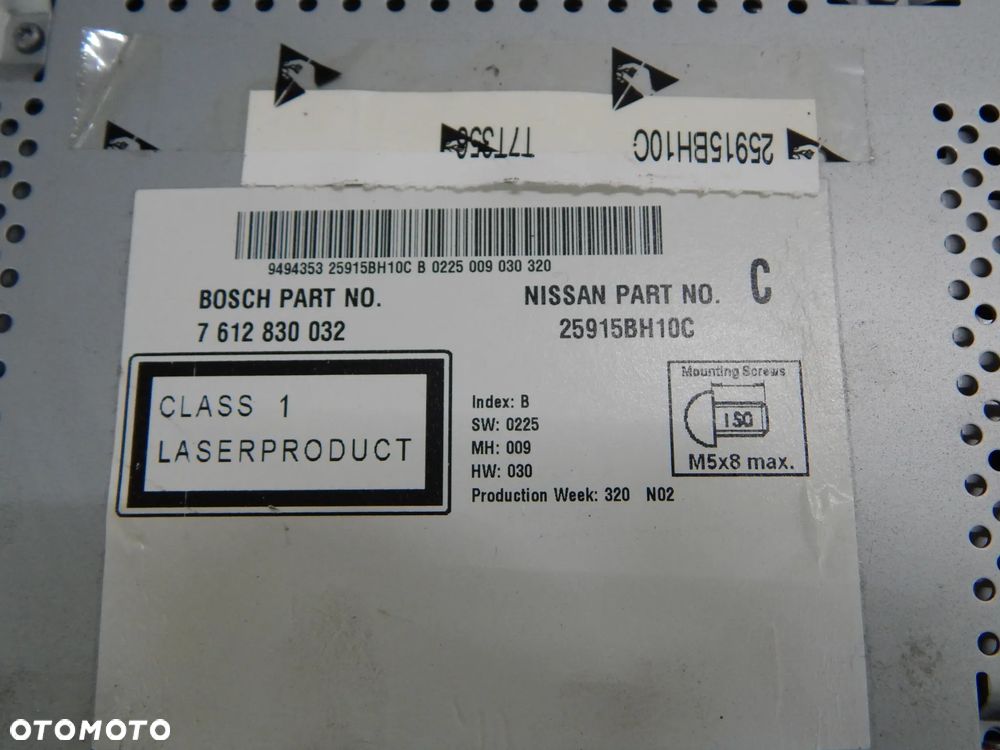 T7T350 25915BH10C
9494353 25915BH10C B 0225 009 030 320
BOSCH PART NO.
7 612 830 032
NISSAN PART NO. C
25915BH10C
CLASS 1
LASERPRODUCT
Index: B
SW: 0225
MH: 009
HW: 030
Production Week: 320 N02
Mounting Screws
ISO
M5x8 max.
OTOMOTO